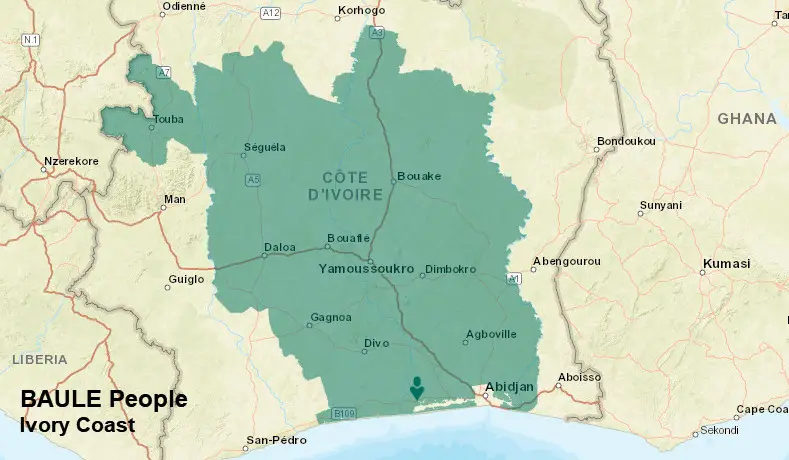 Odienné
A12
Korhogo
Tam
N.1
A3
A7
Touba
GHANA
Séguéla
Bondoukou
Nzerekore
CÔTE
D'IVOIRE
A5
Bouake
Man
Sunyani
Bouaflé
Daloa
Yamoussoukro
Dimbokro
Abengourou
Kumasi
A1
Guiglo
Gagnoa
Agboville
Divo
LIBERIA
Abidjan
Aboisso
BAULE People
Ivory Coast
B109
Cape Coa
Sekondi
San-Pédro